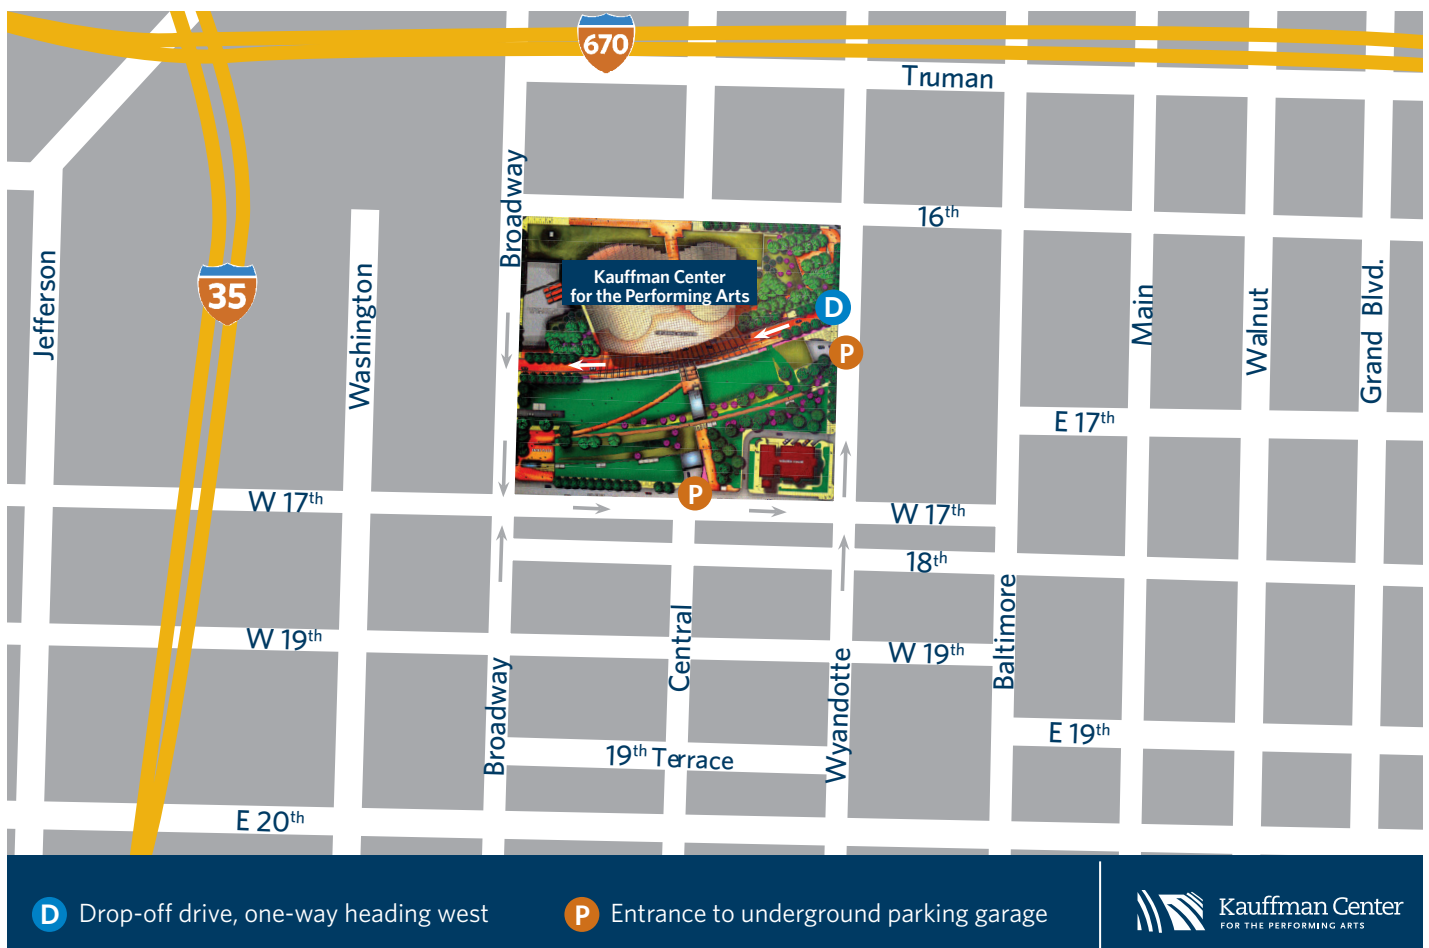 670
Truman
Broadway
16th
Kauffman Center
for the Performing Arts
35
D
P
Jefferson
Washington
Main
Walnut
Grand Blvd.
E 17th
W 17th
P
W 17th
18th
W 19th
Central
W 19th
Baltimore
Broadway
Wyandotte
E 19th
19th Terrace
E 20th
D Drop-off drive, one-way heading west
P Entrance to underground parking garage
Kauffman Center
FOR THE PERFORMING ARTS